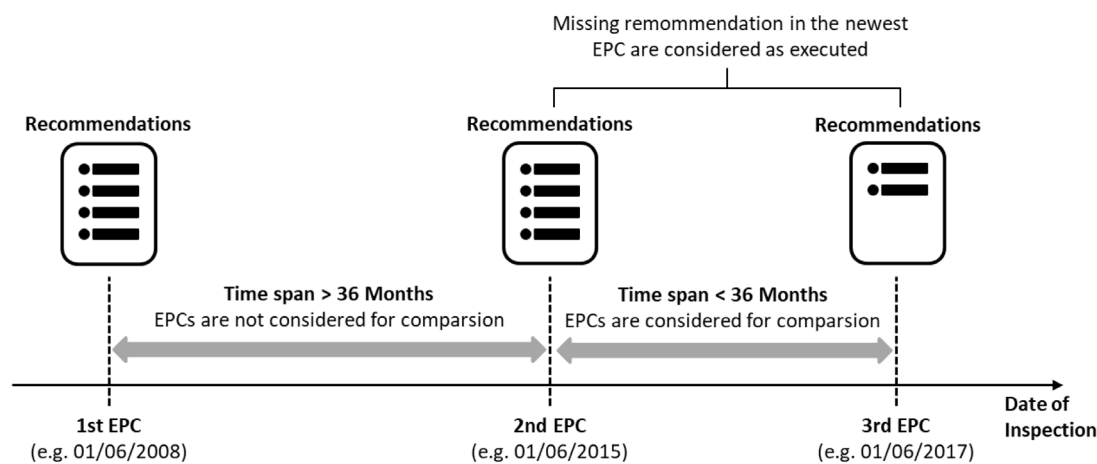 Missing remommendation in the newest
EPC are considered as executed
Recommendations
Recommendations
Recommendations
Time span > 36 Months
EPCs are not considered for comparsion
Time span < 36 Months
EPCs are considered for comparsion
Date of
Inspection
1st EPC
(e.g. 01/06/2008)
2nd EPC
(e.g. 01/06/2015)
3rd EPC
(e.g. 01/06/2017)